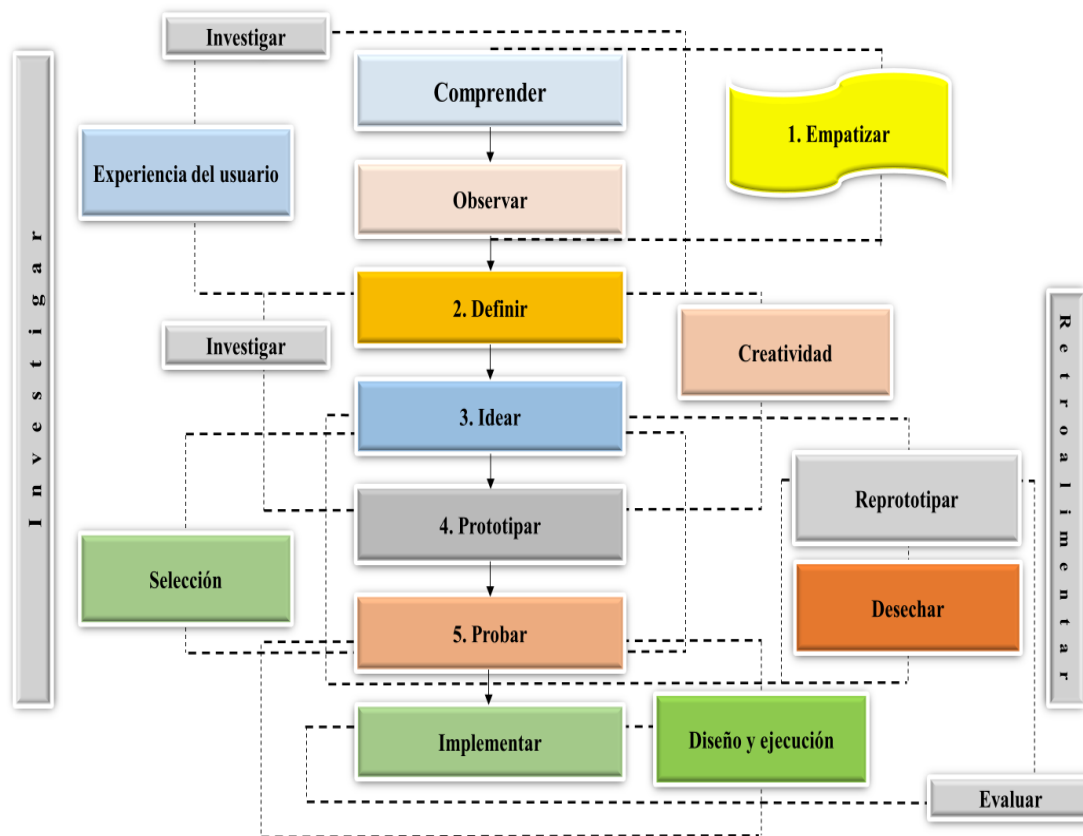 Investigar
Comprender
1. Empatizar
Experiencia del usuario
Observar
2. Definir
Investigar
Creatividad
3. Idear
Reprototipar
4. Prototipar
Selección
Desechar
5. Probar
Implementar
Diseño y ejecución
Evaluar
Investigar
Retroalimentar